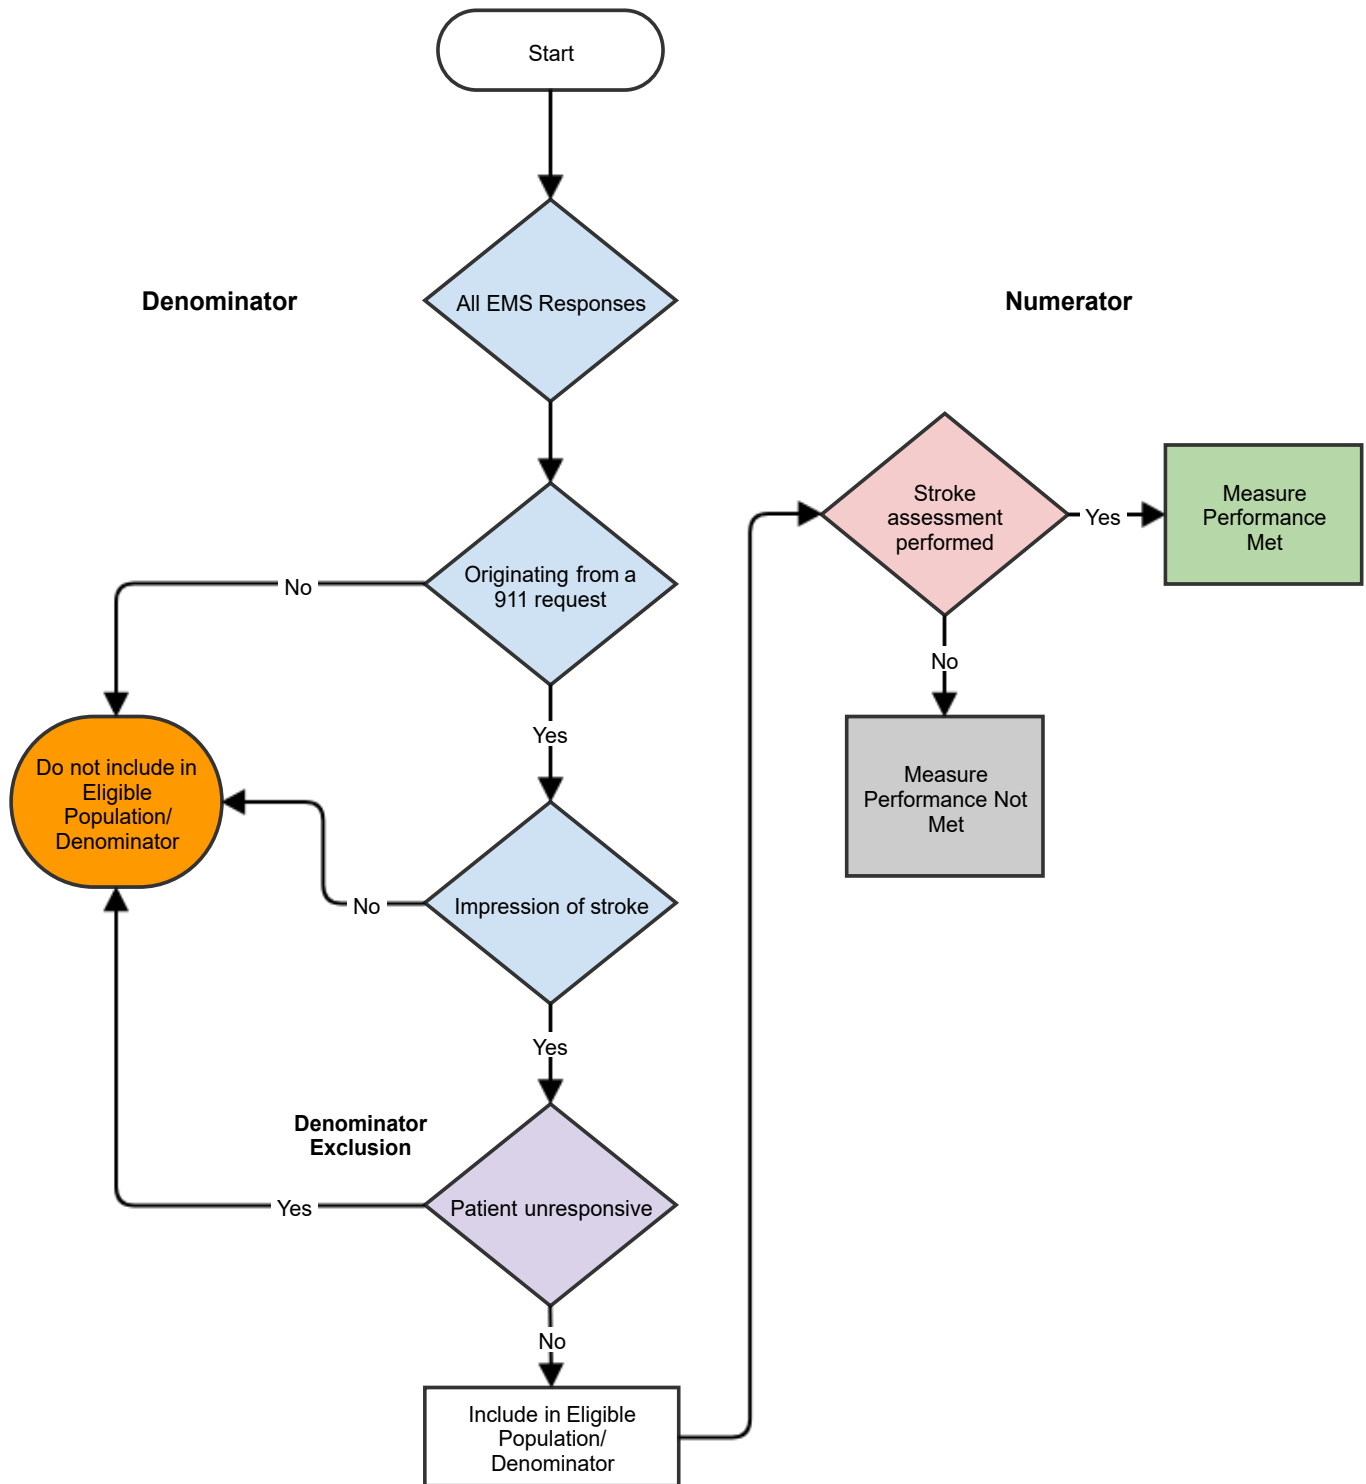 Start
All EMS Responses
Denominator
Numerator
Stroke
assessment
performed
Yes
Measure
Performance
Met
Originating from a
911 request
No
No
Yes
Do not include in
Eligible
Population/
Denominator
Measure
Performance Not
Met
Impression of stroke
No
Yes
Denominator
Exclusion
Patient unresponsive
Yes
No
Include in Eligible
Population/
Denominator